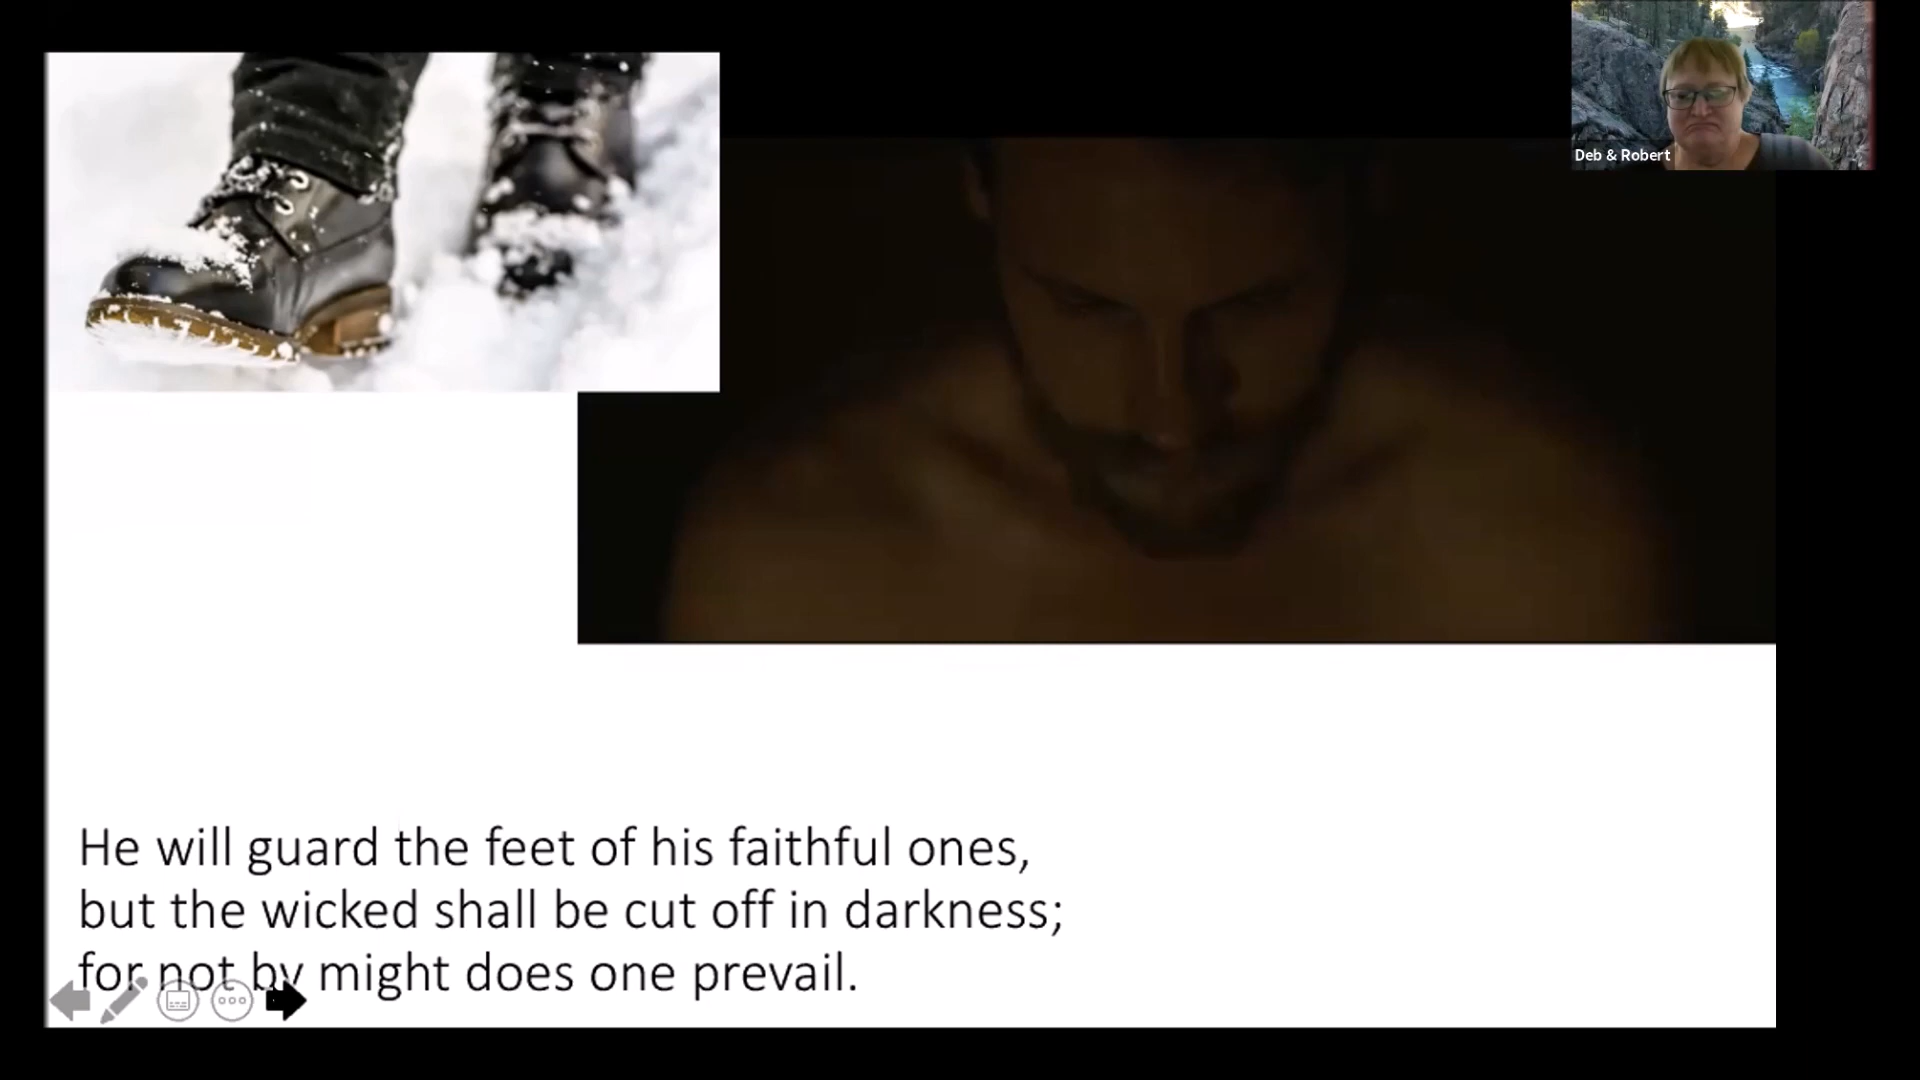 Deb & Robert
He will guard the feet of his faithful ones,
but the wicked shall be cut off in darkness;
for not by might does one prevail.